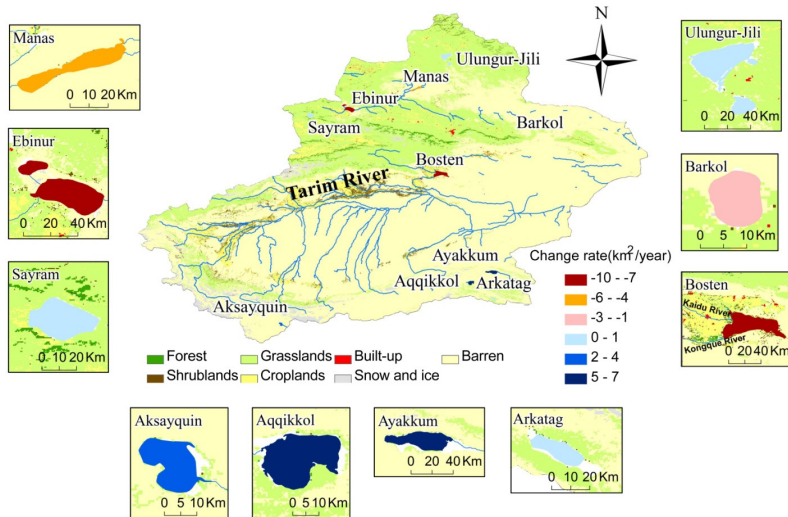 Manas
0 10 20 Km
Ebinur
0 20 40 Km
Sayram
0 10 20 Km
N
Ulungur-Jili
Manas
Ebinur
Sayram
Barkol
Bosten
Tarim River
Ayakkum
Aqqikkol
Arkatag
Aksayquin
Ulungur-Jili
0 20 40 Km
Barkol
0 5 10 Km
Bosten
Kaidu River
Kongque River
0 20 40 Km
Change rate(km²/year)
-10 - -7
-6 - -4
-3 - -1
0 - 1
2 - 4
5 - 7
Forest
Grasslands
Built-up
Barren
Shrublands
Croplands
Snow and ice
Aksayquin
0 5 10 Km
Aqqikkol
0 5 10 Km
Ayakkum
0 20 40 Km
Arkatag
0 10 20 Km